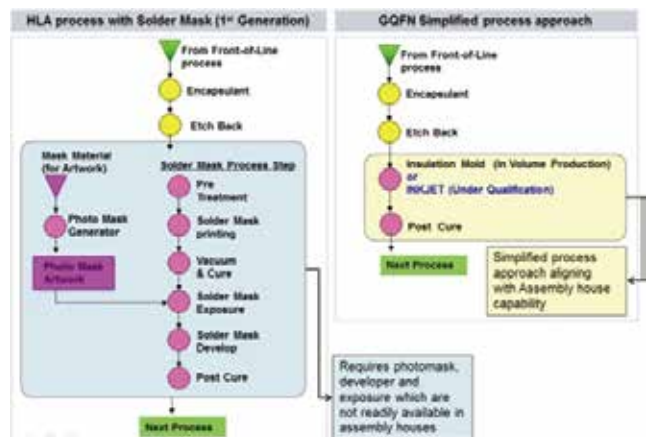 HLA process with Solder Mask (1st Generation)
From Front-of-Line
process
Encapsulant
Etch Back
Mask Material
(for Artwork)
Photo Mask
Generator
Photo Mask
Artwork
Solder Mask Process Step
Pre
Treatment
Solder Mask
printing
Vacuum
& Cure
Solder Mask
Exposure
Solder Mask
Develop
Post Cure
Next Process
Requires photomask,
developer and
exposure which are
not readily available in
assembly houses
GQFN Simplified process approach
From Front-of-Line
process
Encapsulant
Etch Back
Insulation Mold (In Volume Production)
or
INKJET (Under Qualification)
Post Cure
Next Process
Simplified process
approach aligning
with Assembly house
capability